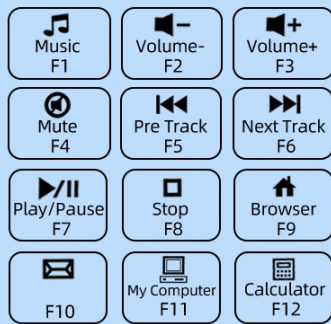 Music
F1
Volume-
F2
Volume+
F3
Mute
F4
Pre Track
F5
Next Track
F6
Play/Pause
F7
Stop
F8
Browser
F9
F10
My Computer
F11
Calculator
F12